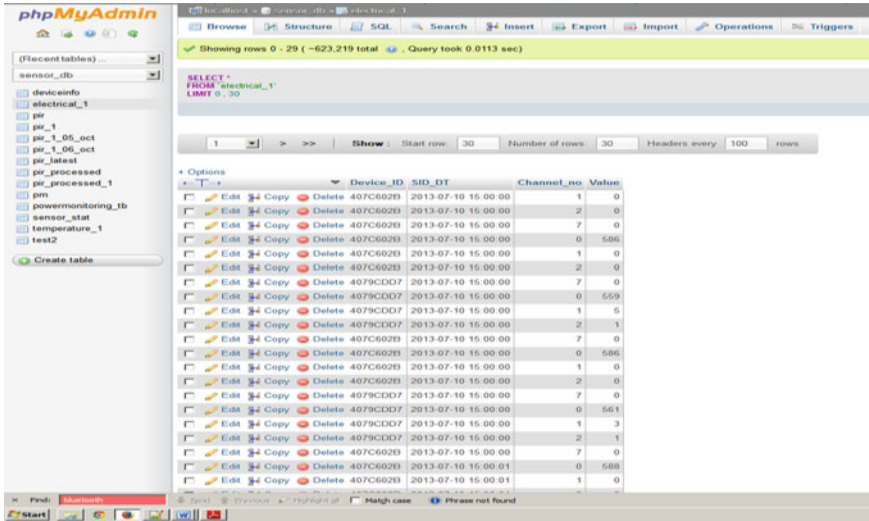 phpMyAdmin
(Recent tables) ...
sensor_db
deviceinfo
electrical_1
pir
pir_1
pir_1_05_oct
pir_1_06_oct
pir_latest
pir_processed
pir_processed_1
pm
powermonitoring_tb
sensor_stat
temperature_1
test2
Create table
localhost » sensor_db » electrical_1
Browse Structure SQL Search Insert Export Import Operations Triggers
Showing rows 0 - 29 ( ~623,219 total , Query took 0.0113 sec)
SELECT *
FROM `electrical_1`
LIMIT 0 , 30
1 > >> Show : Start row: 30 Number of rows: 30 Headers every 100 rows
+ Options
←T→ Device_ID SID_DT Channel_no Value
Edit Copy Delete 407C602B 2013-07-10 15:00:00 1 0
Edit Copy Delete 407C602B 2013-07-10 15:00:00 2 0
Edit Copy Delete 407C602B 2013-07-10 15:00:00 7 0
Edit Copy Delete 407C602B 2013-07-10 15:00:00 0 586
Edit Copy Delete 407C602B 2013-07-10 15:00:00 1 0
Edit Copy Delete 407C602B 2013-07-10 15:00:00 2 0
Edit Copy Delete 4079CDD7 2013-07-10 15:00:00 7 0
Edit Copy Delete 4079CDD7 2013-07-10 15:00:00 0 559
Edit Copy Delete 4079CDD7 2013-07-10 15:00:00 1 5
Edit Copy Delete 4079CDD7 2013-07-10 15:00:00 2 1
Edit Copy Delete 407C602B 2013-07-10 15:00:00 7 0
Edit Copy Delete 407C602B 2013-07-10 15:00:00 0 586
Edit Copy Delete 407C602B 2013-07-10 15:00:00 1 0
Edit Copy Delete 407C602B 2013-07-10 15:00:00 2 0
Edit Copy Delete 4079CDD7 2013-07-10 15:00:00 7 0
Edit Copy Delete 4079CDD7 2013-07-10 15:00:00 0 561
Edit Copy Delete 4079CDD7 2013-07-10 15:00:00 1 3
Edit Copy Delete 4079CDD7 2013-07-10 15:00:00 2 1
Edit Copy Delete 407C602B 2013-07-10 15:00:00 7 0
Edit Copy Delete 407C602B 2013-07-10 15:00:01 0 588
Edit Copy Delete 407C602B 2013-07-10 15:00:01 1 0
× Find: bluetooth Next Previous Highlight all Match case Phrase not found
Start